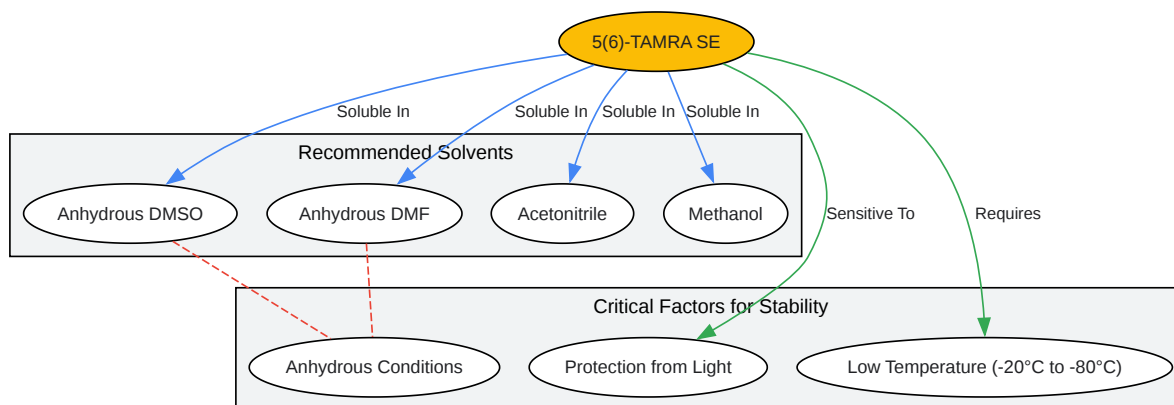 5(6)-TAMRA SE
Soluble In
Soluble In
Soluble In
Soluble In
Recommended Solvents
Anhydrous DMSO
Anhydrous DMF
Acetonitrile
Methanol
Sensitive To
Requires
Critical Factors for Stability
Anhydrous Conditions
Protection from Light
Low Temperature (-20°C to -80°C)